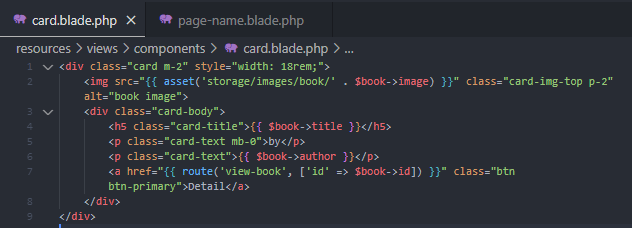 card.blade.php X page-name.blade.php
resources > views > components > card.blade.php > ...
1 <div class="card m-2" style="width: 18rem;">
2 <img src="{{ asset('storage/images/book/' . $book->image) }}" class="card-img-top p-2"
alt="book image">
3 <div class="card-body">
4 <h5 class="card-title">{{ $book->title }}</h5>
5 <p class="card-text mb-0">by</p>
6 <p class="card-text">{{ $book->author }}</p>
7 <a href="{{ route('view-book', ['id' => $book->id]) }}" class="btn
btn-primary">Detail</a>
8 </div>
9 </div>